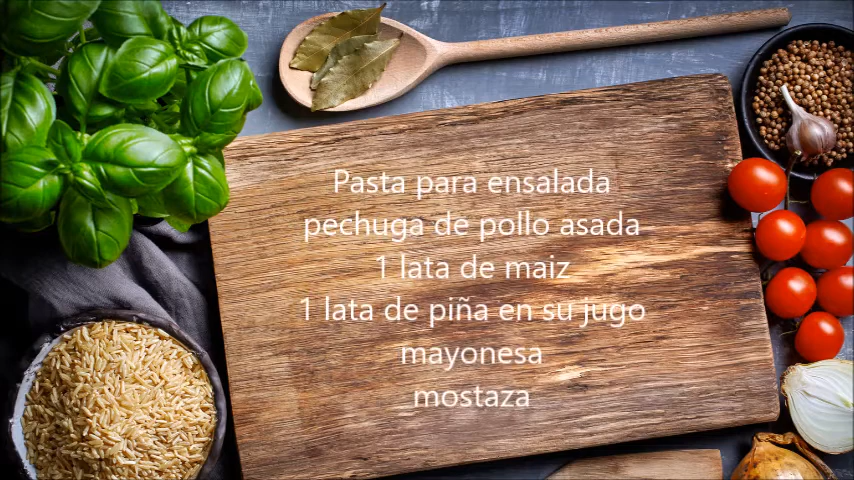 Pasta para ensalada
pechuga de pollo asada
1 lata de maiz
1 lata de piña en su jugo
mayonesa
mostaza